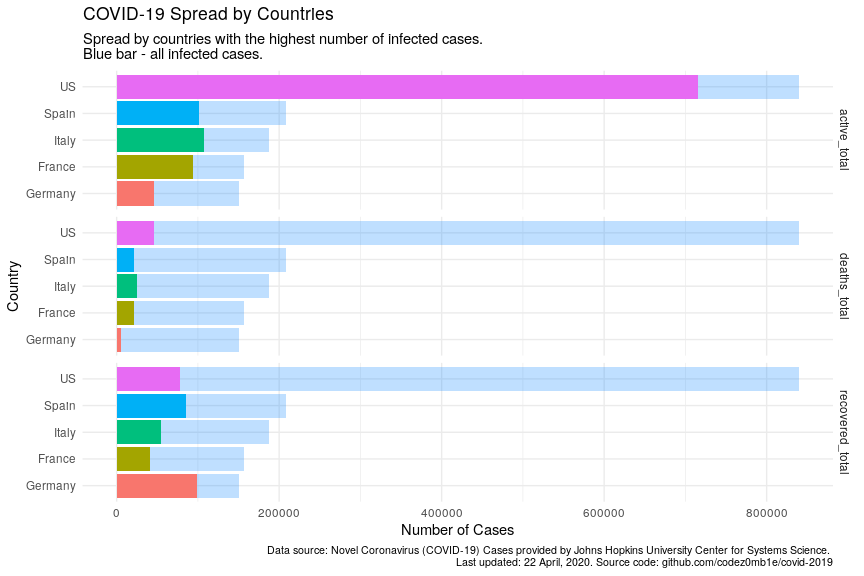 COVID-19 Spread by Countries
Spread by countries with the highest number of infected cases.
Blue bar - all infected cases.
US
Spain
Italy
France
Germany
active_total
US
Spain
Italy
France
Germany
deaths_total
US
Spain
Italy
France
Germany
recovered_total
Country
0 200000 400000 600000 800000
Number of Cases
Data source: Novel Coronavirus (COVID-19) Cases provided by Johns Hopkins University Center for Systems Science.
Last updated: 22 April, 2020. Source code: github.com/codez0mb1e/covid-2019